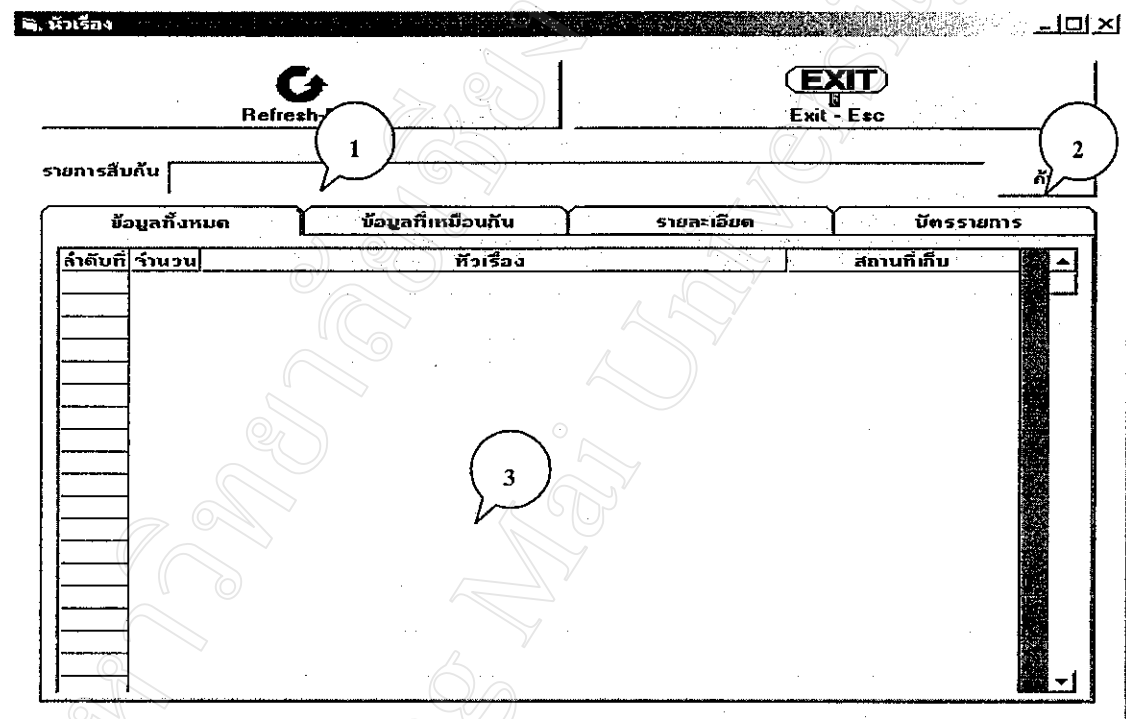 หัวเรื่อง
EXIT
Refresh-
Exit - Esc
1
2
รายการสืบค้น
ข้อมูลทั้งหมด ข้อมูลที่เหมือนกัน รายละเอียด บัตรรายการ
ลำดับที่ จำนวน หัวเรื่อง สถานที่เก็บ
3